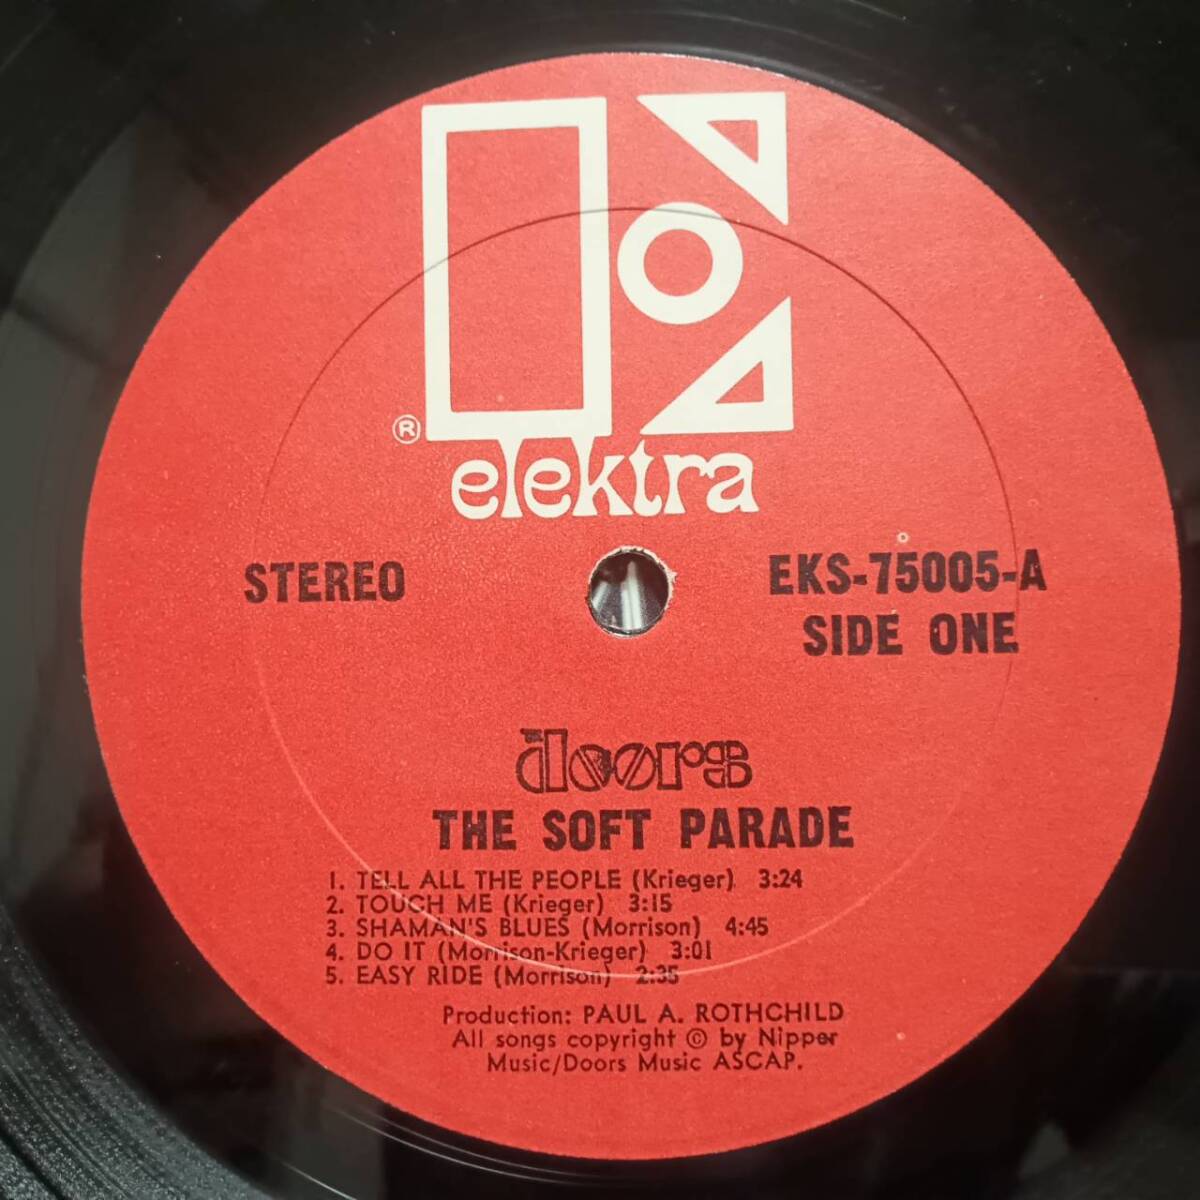 ®
elektra
STEREO
EKS-75005-A
SIDE ONE
the doors
THE SOFT PARADE
1. TELL ALL THE PEOPLE (Krieger) 3:24
2. TOUCH ME (Krieger) 3:15
3. SHAMAN'S BLUES (Morrison) 4:45
4. DO IT (Morrison-Krieger) 3:01
5. EASY RIDE (Morrison) 2:35
Production: PAUL A. ROTHCHILD
All songs copyright © by Nipper
Music/Doors Music ASCAP.